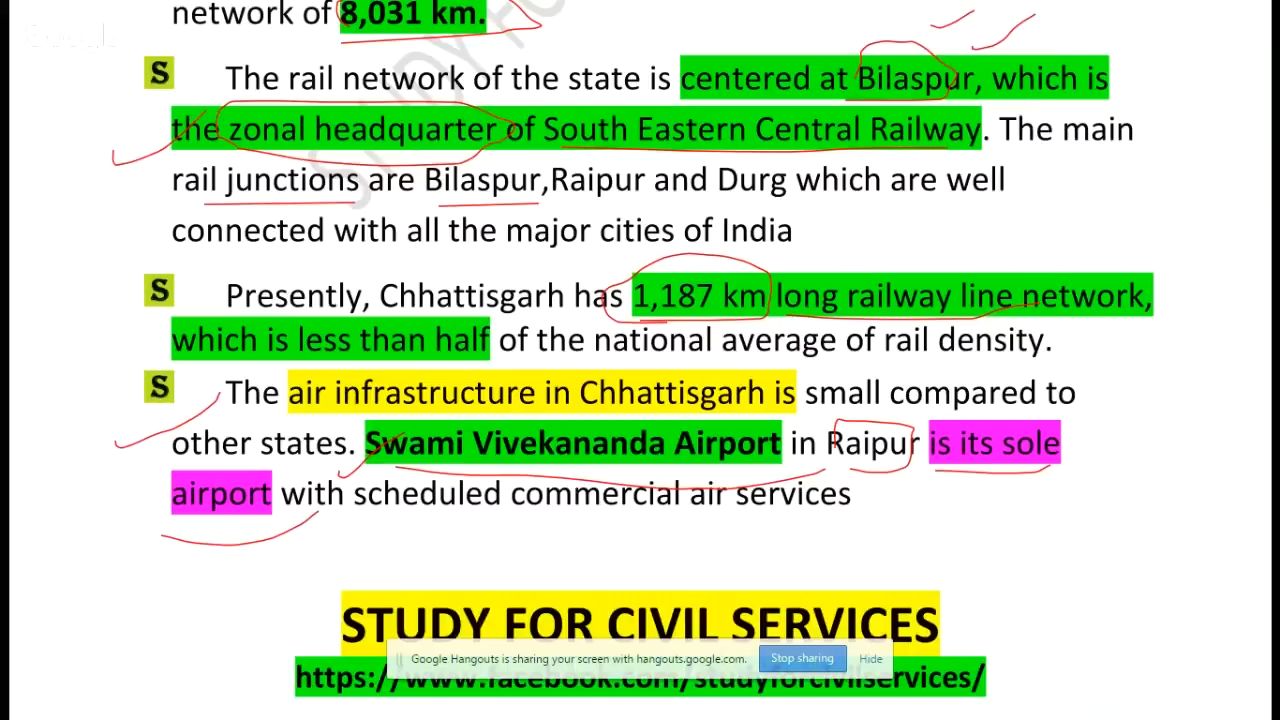 network of 8,031 km.
S The rail network of the state is centered at Bilaspur, which is
the zonal headquarter of South Eastern Central Railway. The main
rail junctions are Bilaspur,Raipur and Durg which are well
connected with all the major cities of India
S Presently, Chhattisgarh has 1,187 km long railway line network,
which is less than half of the national average of rail density.
S The air infrastructure in Chhattisgarh is small compared to
other states. Swami Vivekananda Airport in Raipur is its sole
airport with scheduled commercial air services
STUDY FOR CIVIL SERVICES
Google Hangouts is sharing your screen with hangouts.google.com. Stop sharing Hide
https://www.facebook.com/studyforcivilservices/